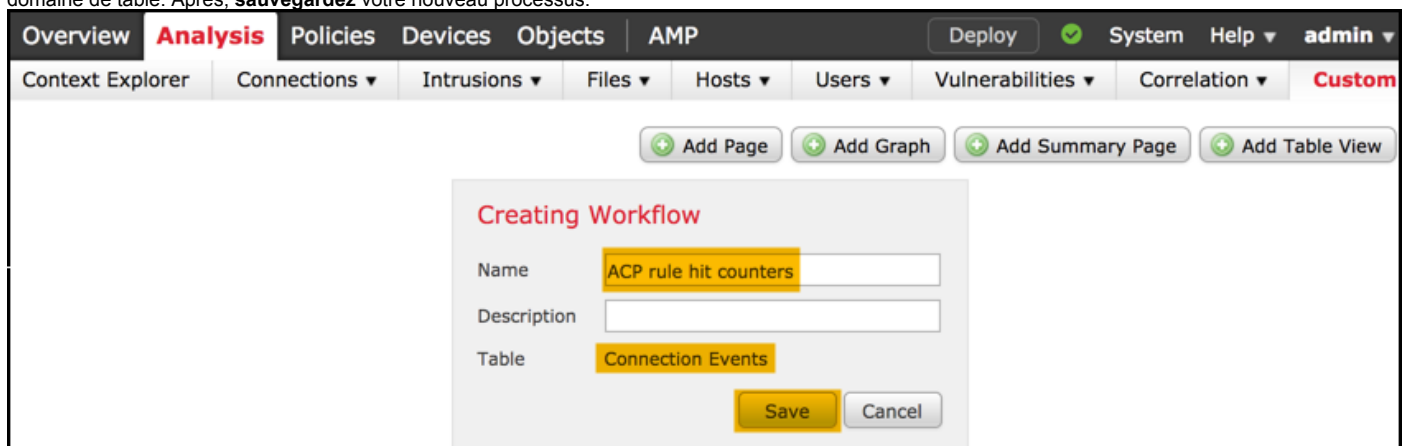 domaine de table. Après, sauvegardez votre nouveau processus.
Overview Analysis Policies Devices Objects AMP Deploy System Help admin
Context Explorer Connections Intrusions Files Hosts Users Vulnerabilities Correlation Custom
Add Page Add Graph Add Summary Page Add Table View
Creating Workflow
Name ACP rule hit counters
Description
Table Connection Events
Save Cancel